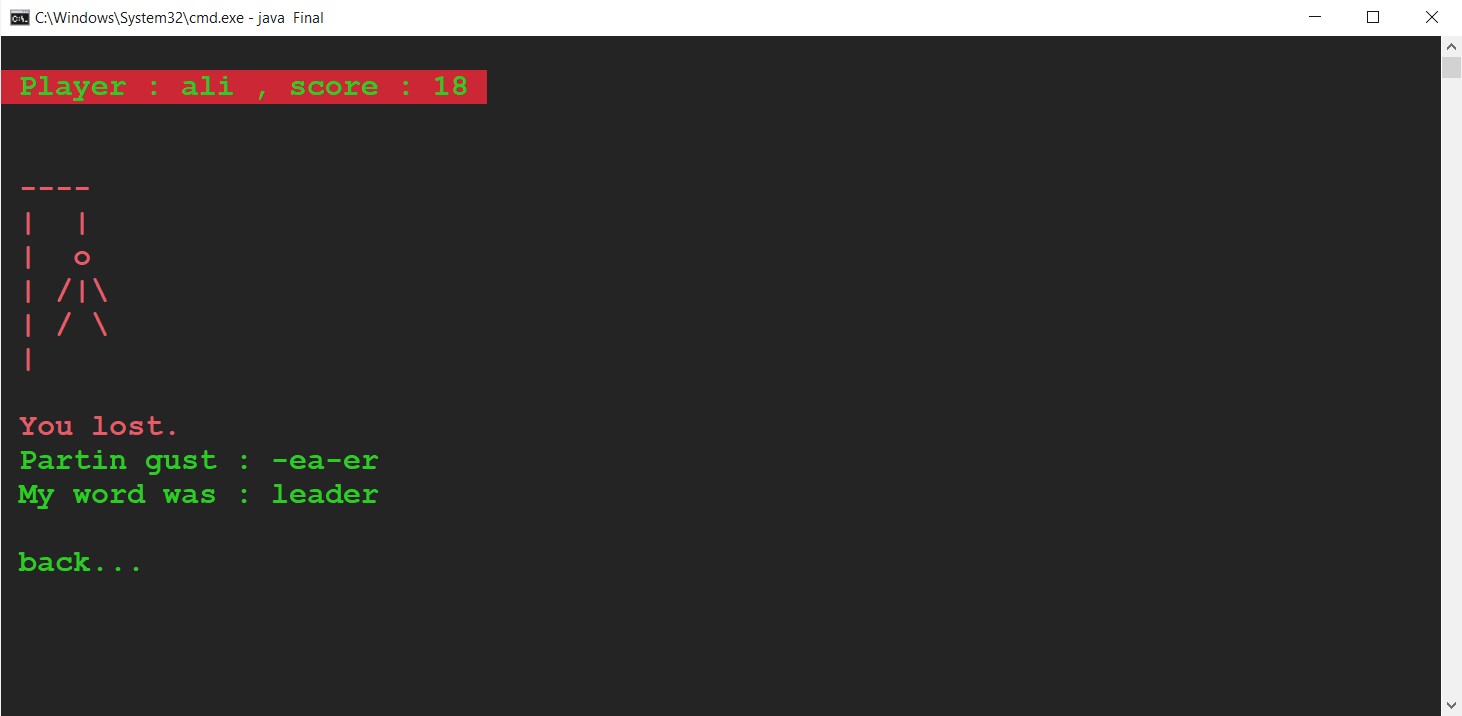 C:\Windows\System32\cmd.exe - java  Final
Player : ali , score : 18
----
|  |
|  o
| /|\
| / \
|
You lost.
Partin gust : -ea-er
My word was : leader
back...